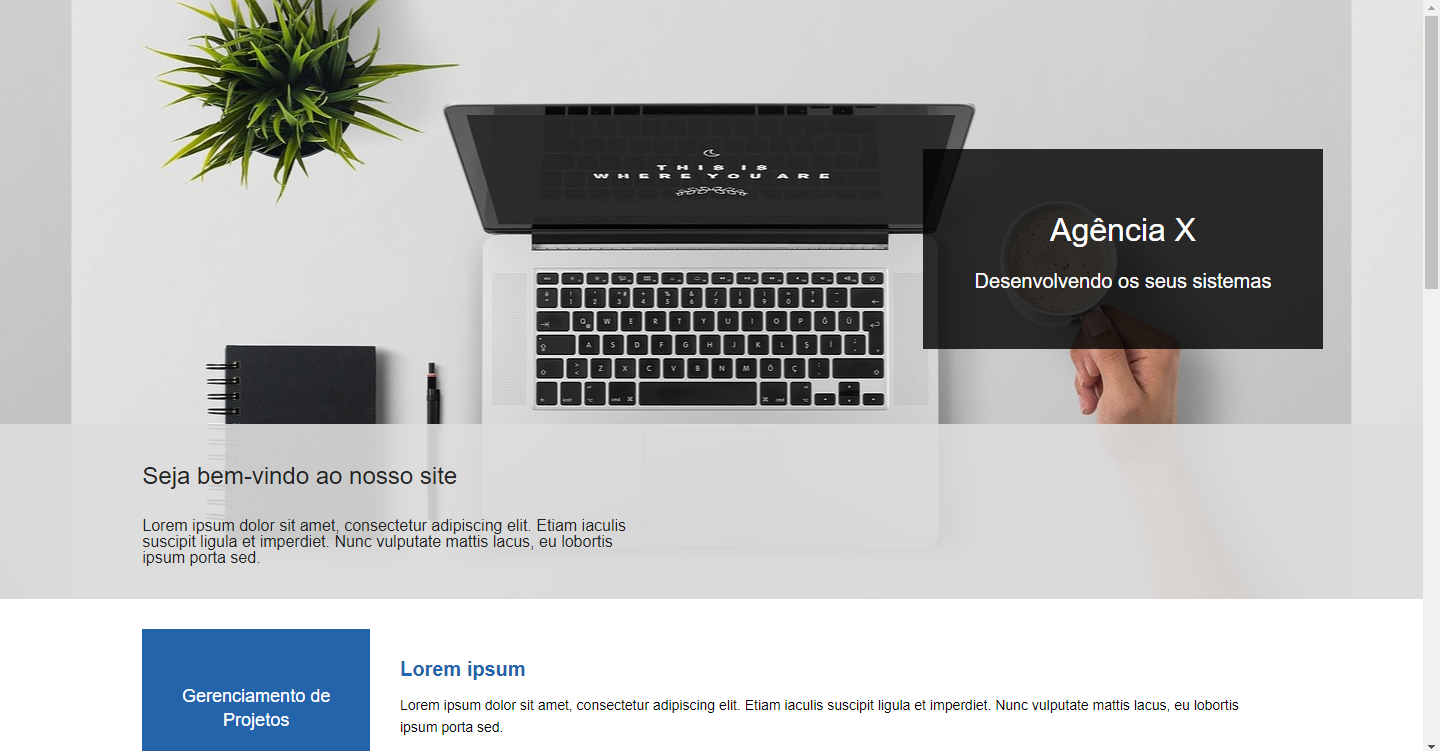 THIS IS
WHERE YOU ARE
Agência X
Desenvolvendo os seus sistemas
Seja bem-vindo ao nosso site
Lorem ipsum dolor sit amet, consectetur adipiscing elit. Etiam iaculis
suscipit ligula et imperdiet. Nunc vulputate mattis lacus, eu lobortis
ipsum porta sed.
Gerenciamento de
Projetos
Lorem ipsum
Lorem ipsum dolor sit amet, consectetur adipiscing elit. Etiam iaculis suscipit ligula et imperdiet. Nunc vulputate mattis lacus, eu lobortis
ipsum porta sed.